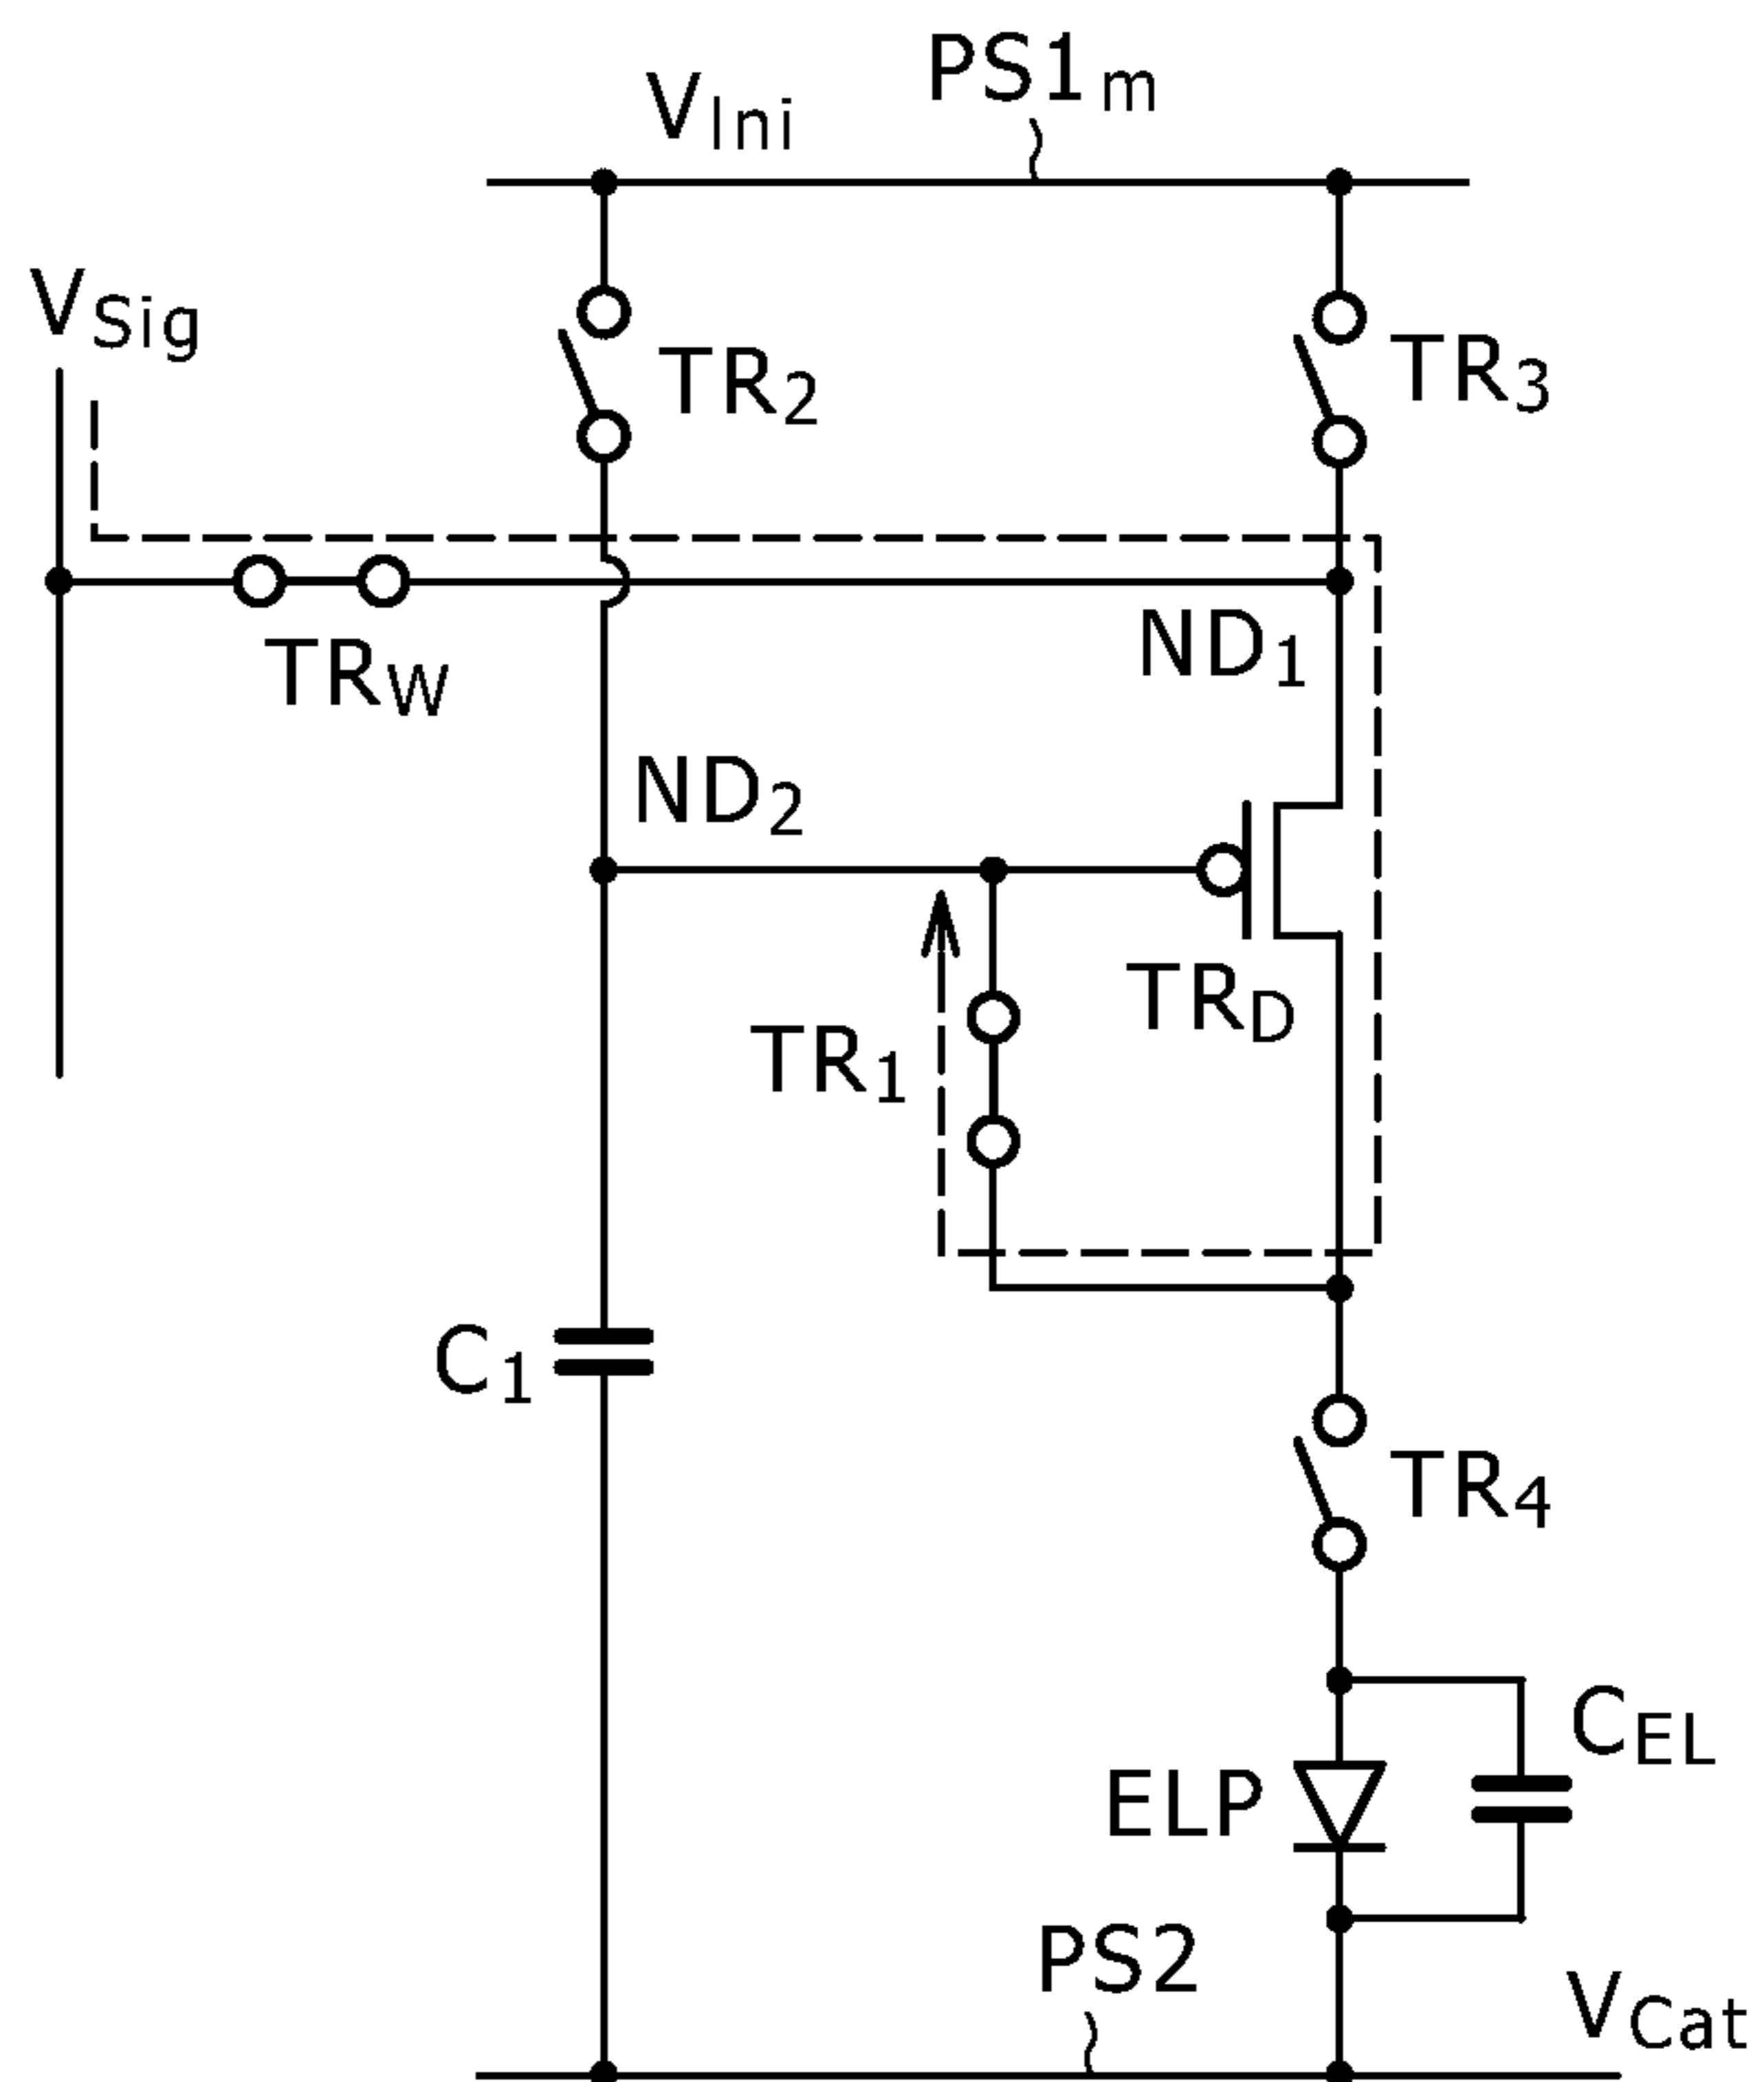 PS1m
VIni
VSig
TR2
TR3
TRW
ND1
ND2
TRD
TR1
C1
TR4
CEL
ELP
PS2
VCat